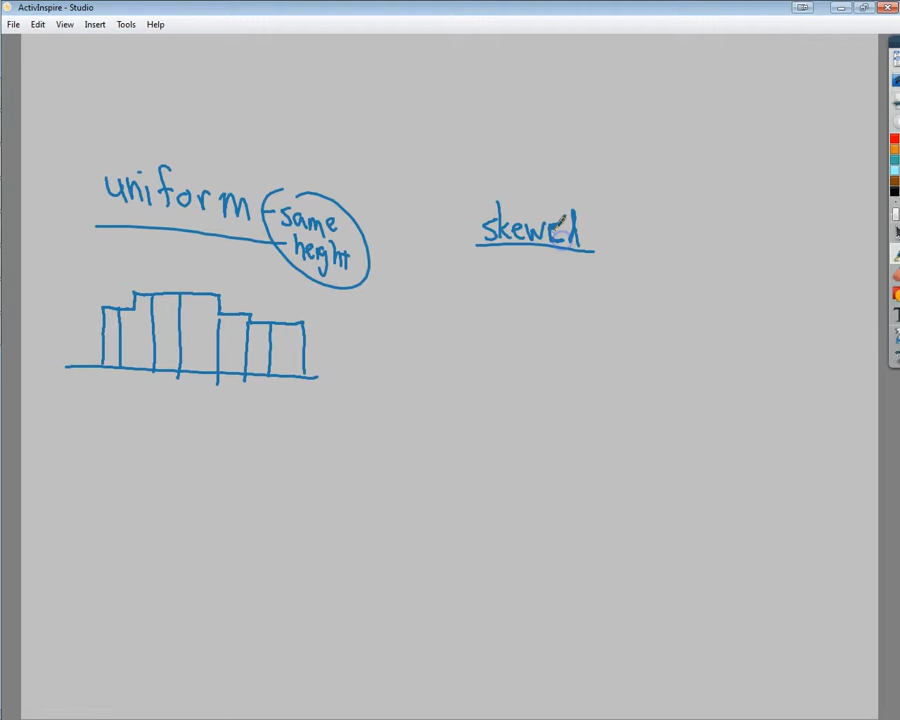 ActivInspire - Studio
File Edit View Insert Tools Help
uniform - same
height
skewed